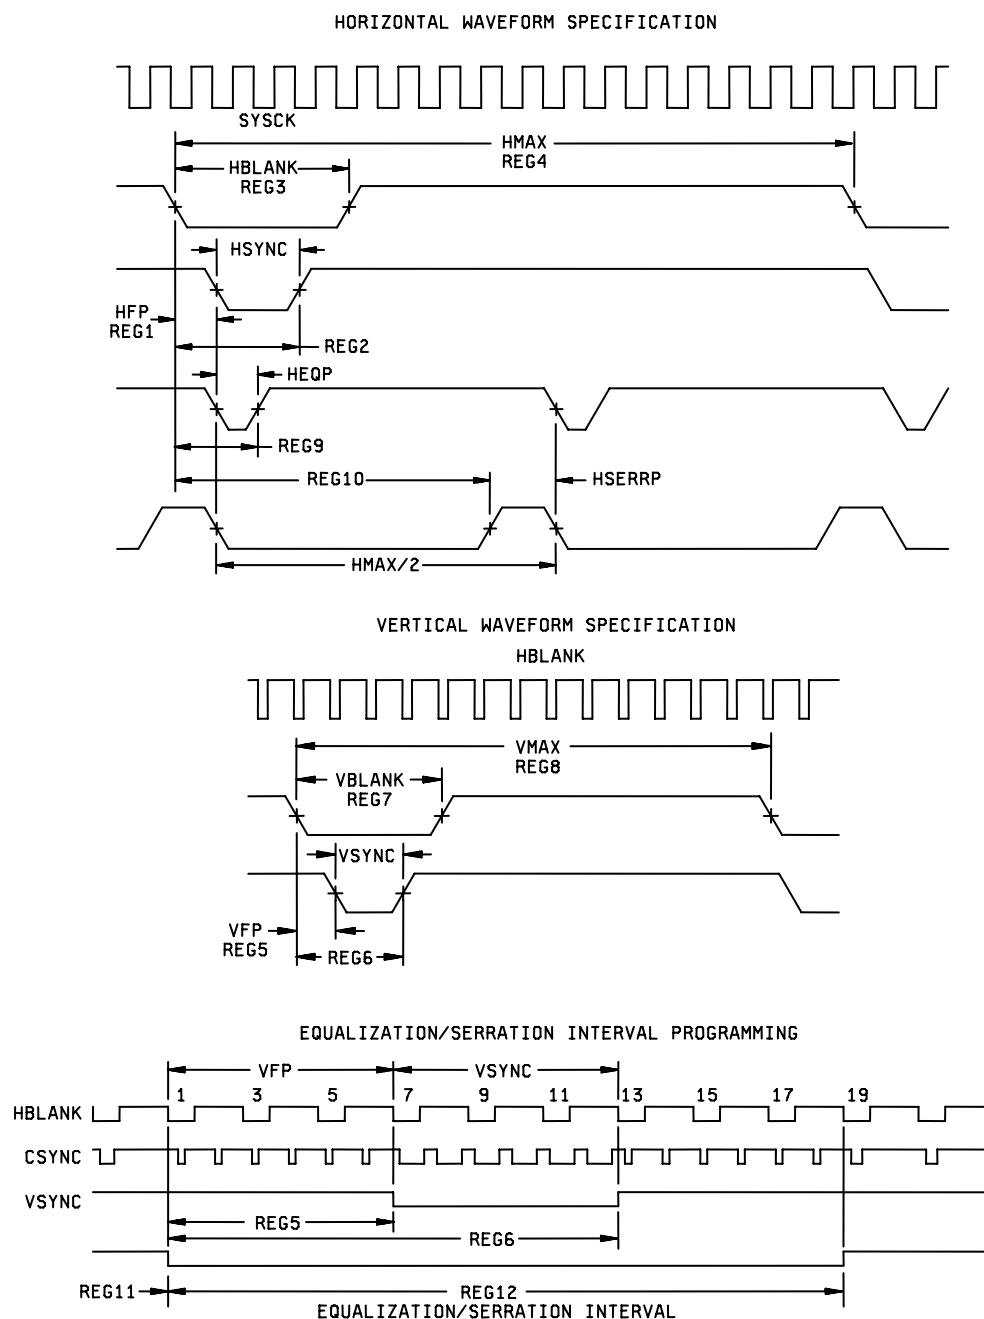 HORIZONTAL WAVEFORM SPECIFICATION
SYSCK
HMAX
REG4
HBLANK
REG3
HSYNC
HFP
REG1
REG2
HEQP
REG9
REG10
HSERRP
HMAX/2
VERTICAL WAVEFORM SPECIFICATION
HBLANK
VMAX
REG8
VBLANK
REG7
VSYNC
VFP
REG5
REG6
EQUALIZATION/SERRATION INTERVAL PROGRAMMING
VFP VSYNC
1 3 5 7 9 11 13 15 17 19
HBLANK
CSYNC
VSYNC
REG5
REG6
REG11 REG12
EQUALIZATION/SERRATION INTERVAL